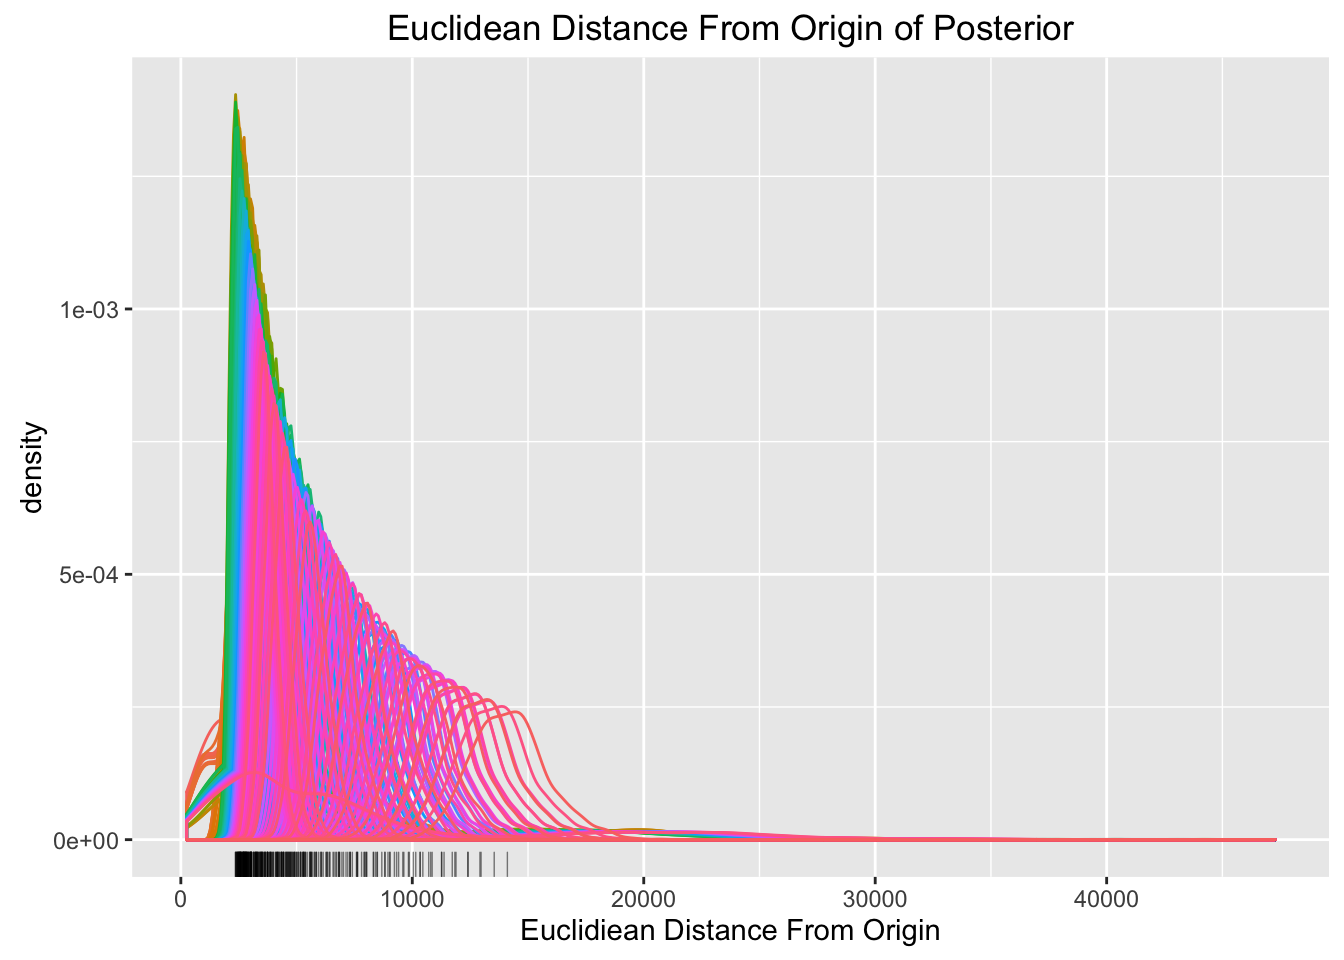 Euclidean Distance From Origin of Posterior
1e-03
5e-04
0e+00
density
0 10000 20000 30000 40000
Euclidiean Distance From Origin